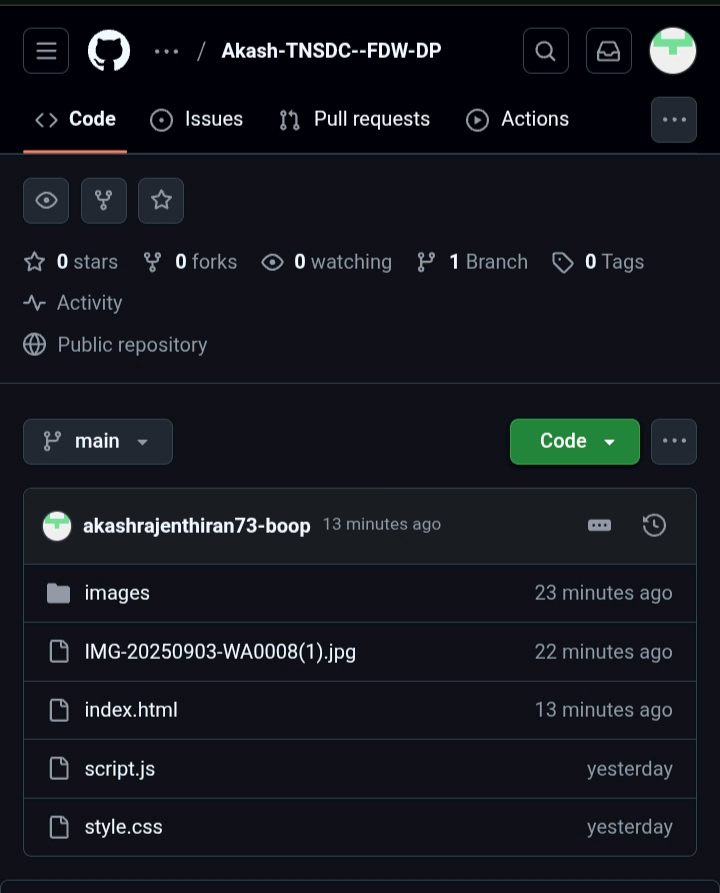 ... / Akash-TNSDC--FDW-DP
<> Code Issues Pull requests Actions ...
0 stars 0 forks 0 watching 1 Branch 0 Tags
Activity
Public repository
main Code ...
akashrajenthiran73-boop 13 minutes ago ...
images 23 minutes ago
IMG-20250903-WA0008(1).jpg 22 minutes ago
index.html 13 minutes ago
script.js yesterday
style.css yesterday